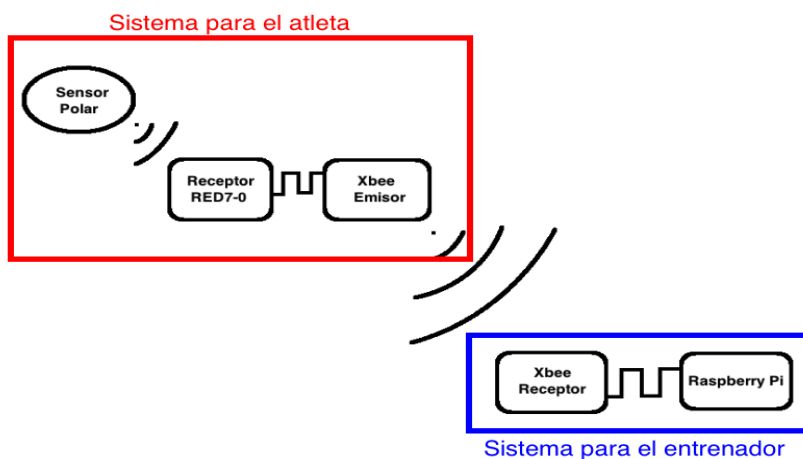 Sistema para el atleta
Sensor
Polar
Receptor
RED7-0
Xbee
Emisor
Xbee
Receptor
Raspberry Pi
Sistema para el entrenador